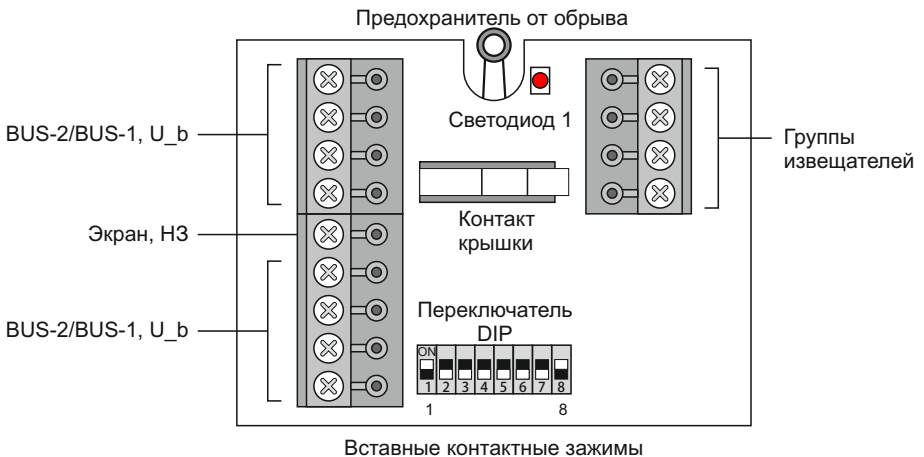 Предохранитель от обрыва
BUS-2/BUS-1, U_b
Светодиод 1
Группы
извещателей
Контакт
крышки
Экран, НЗ
BUS-2/BUS-1, U_b
Переключатель
DIP
ON
1 2 3 4 5 6 7 8
1 8
Вставные контактные зажимы